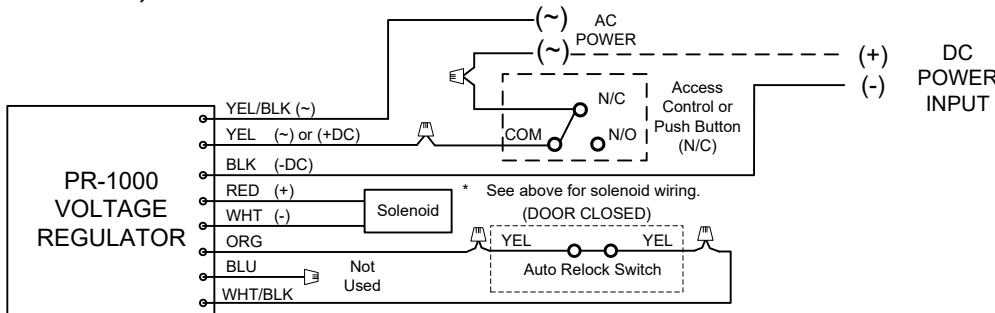 (~)
AC
POWER
(~)
(+)
DC
POWER
INPUT
(-)
Access
Control or
Push Button
(N/C)
N/C
COM
N/O
PR-1000
VOLTAGE
REGULATOR
YEL/BLK (~)
YEL (~) or (+DC)
BLK (-DC)
RED (+)
WHT (-)
ORG
BLU
WHT/BLK
Solenoid
* See above for solenoid wiring.
(DOOR CLOSED)
YEL YEL
Auto Relock Switch
Not
Used